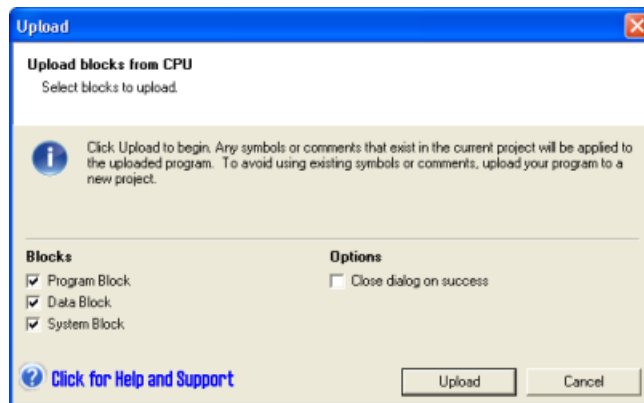 Upload
Upload blocks from CPU
Select blocks to upload.
Click Upload to begin. Any symbols or comments that exist in the current project will be applied to
the uploaded program. To avoid using existing symbols or comments, upload your program to a
new project.
Blocks
Program Block
Data Block
System Block
Options
Close dialog on success
Click for Help and Support
Upload
Cancel